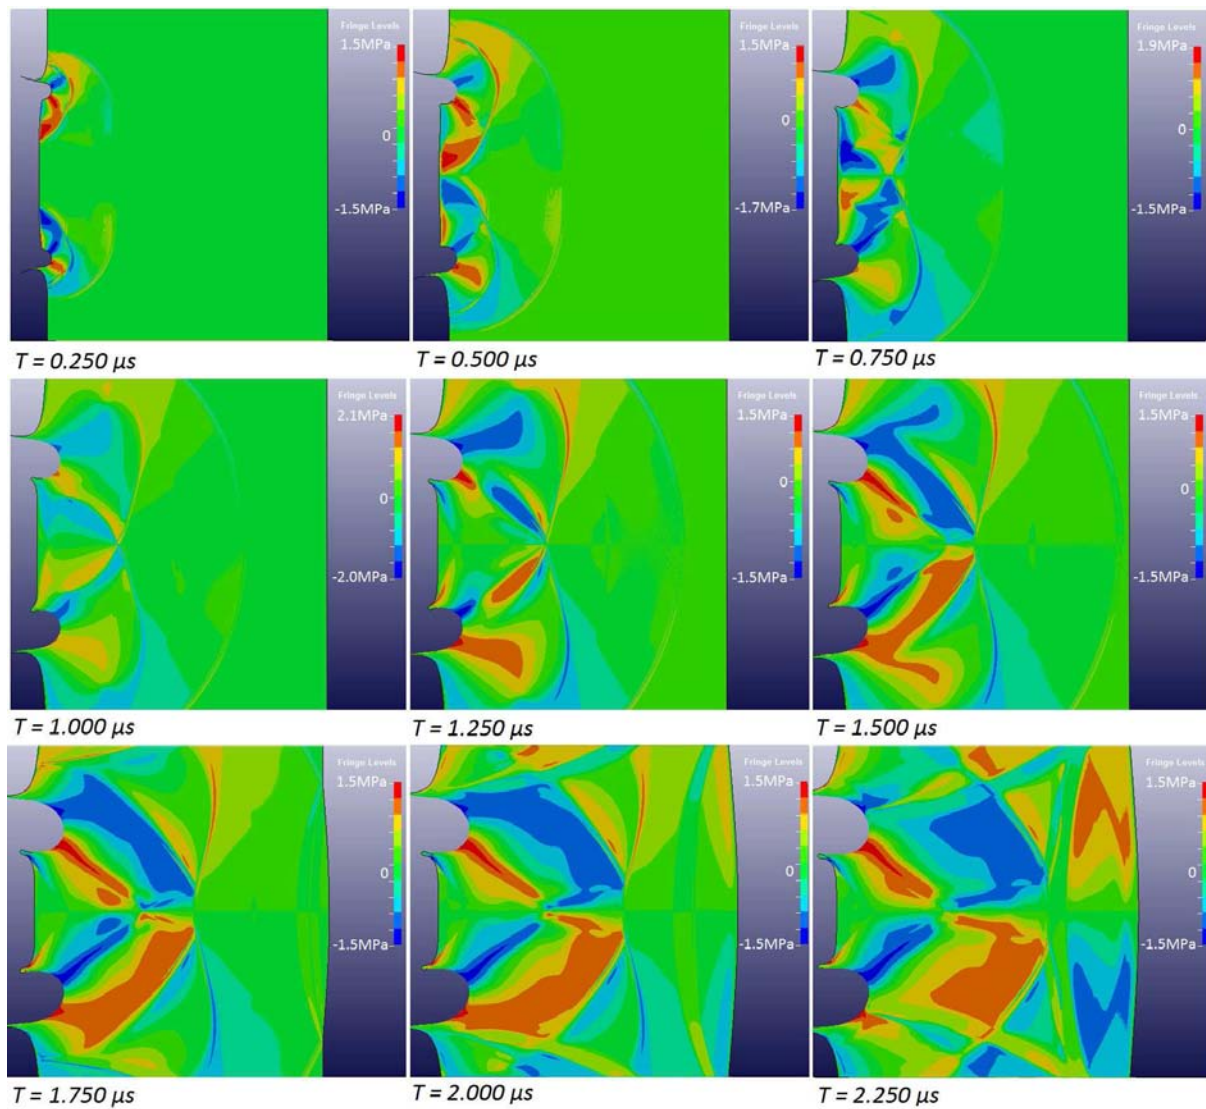 Fringe Levels
1.5MPa
0
-1.5MPa
T = 0.250 µs
Fringe Levels
1.5MPa
0
-1.7MPa
T = 0.500 µs
Fringe Levels
1.9MPa
0
-1.5MPa
T = 0.750 µs
Fringe Levels
2.1MPa
0
-2.0MPa
T = 1.000 µs
Fringe Levels
1.5MPa
0
-1.5MPa
T = 1.250 µs
Fringe Levels
1.5MPa
0
-1.5MPa
T = 1.500 µs
Fringe Levels
1.5MPa
0
-1.5MPa
T = 1.750 µs
Fringe Levels
1.5MPa
0
-1.5MPa
T = 2.000 µs
Fringe Levels
1.5MPa
0
-1.5MPa
T = 2.250 µs